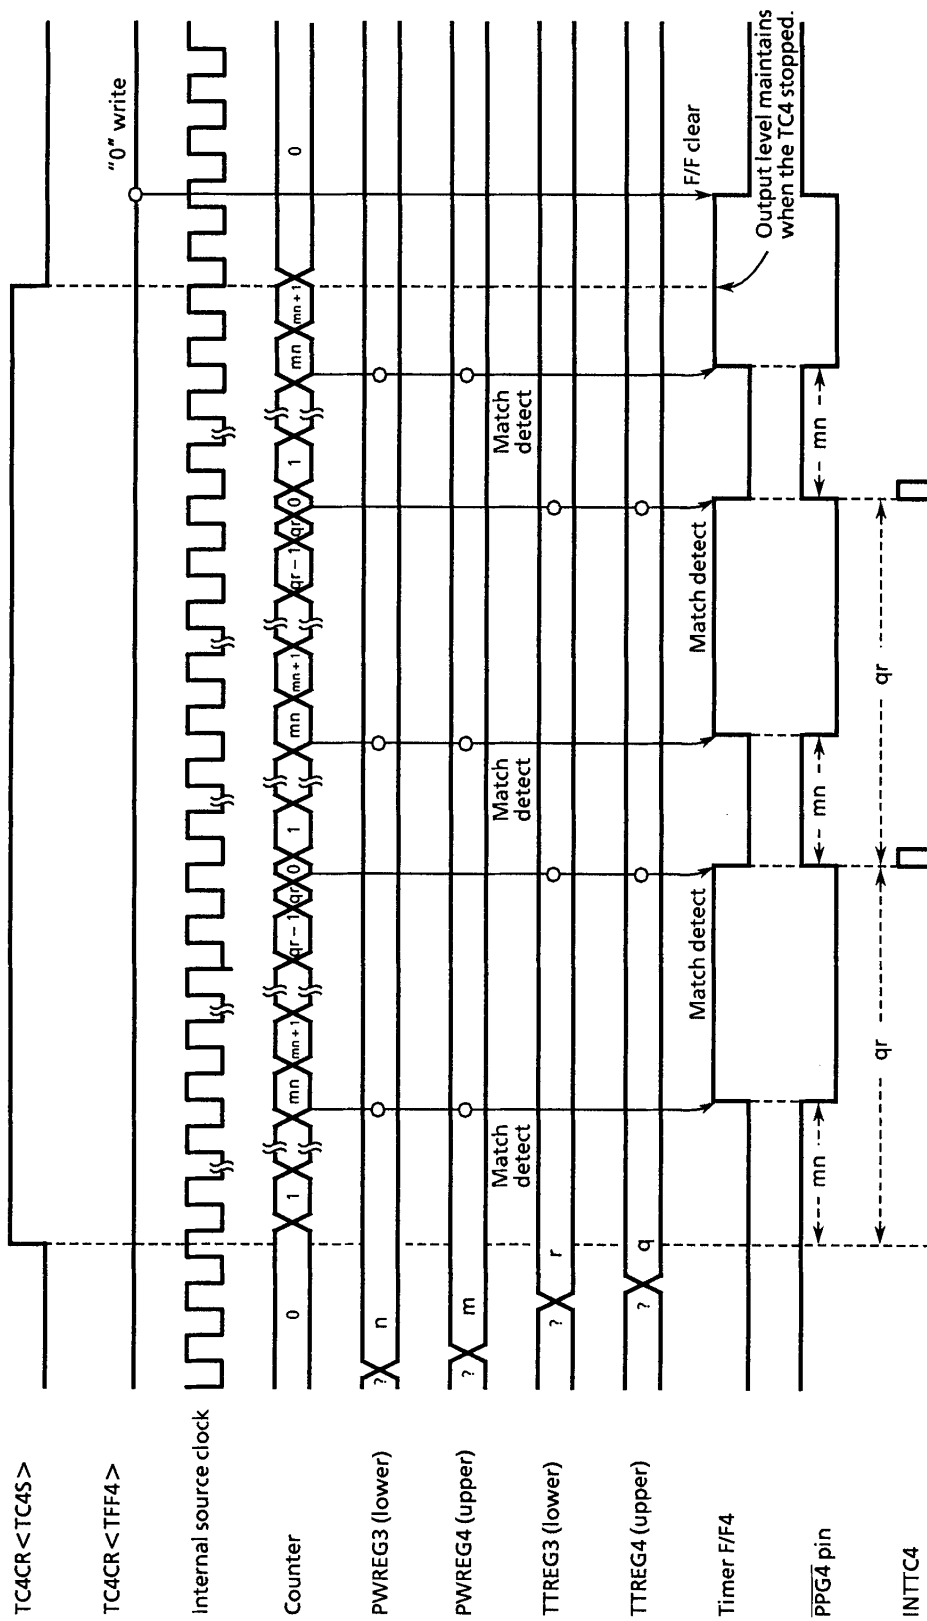 TC4CR<TC4S>
TC4CR<TFF4>
"0" write
Internal source clock
Counter
0
1
mn
mn + 1
qr – 1
qr
0
1
mn
mn + 1
qr – 1
qr
0
1
mn
mn + 1
0
PWREG3 (lower)
?
n
PWREG4 (upper)
?
m
Match
detect
Match
detect
Match
detect
TTREG3 (lower)
?
r
TTREG4 (upper)
?
q
Match detect
Match detect
F/F clear
Timer F/F4
Output level maintains
when the TC4 stopped.
PPG4 pin
mn
mn
mn
qr
qr
INTTC4